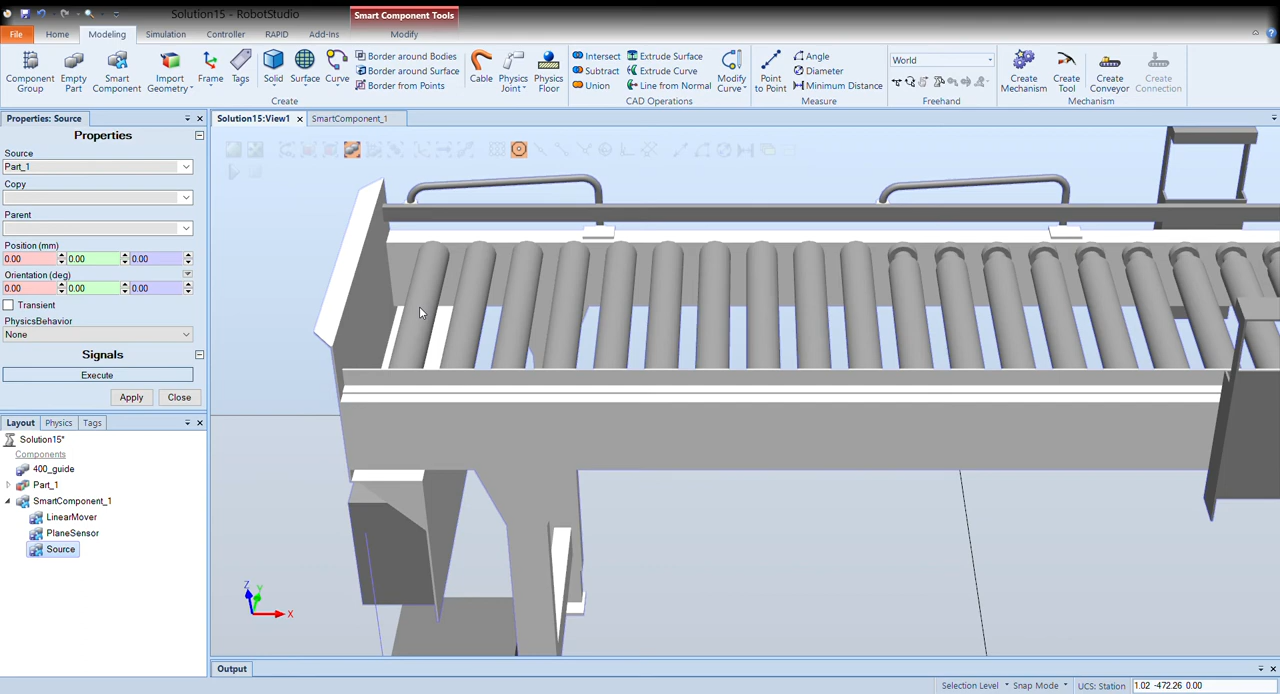 Solution15 - RobotStudio
Smart Component Tools
File Home Modeling Simulation Controller RAPID Add-Ins Modify
Component Group
Empty Part
Smart Component
Import Geometry
Frame
Tags
Solid
Surface
Curve
Border around Bodies
Border around Surface
Border from Points
Create
Cable
Physics Joint
Physics Floor
Intersect
Subtract
Union
Extrude Surface
Extrude Curve
Line from Normal
Modify Curve
CAD Operations
Point to Point
Angle
Diameter
Minimum Distance
Measure
World
Freehand
Create Mechanism
Create Tool
Create Conveyor
Create Connection
Mechanism
Properties: Source
Solution15:View1
SmartComponent_1
Properties
Source
Part_1
Copy
Parent
Position (mm)
0.00 0.00 0.00
Orientation (deg)
0.00 0.00 0.00
Transient
PhysicsBehavior
None
Signals
Execute
Apply Close
Layout Physics Tags
Solution15*
Components
400_guide
Part_1
SmartComponent_1
LinearMover
PlaneSensor
Source
Z
Y
X
Output
Selection Level Snap Mode UCS: Station 1.02 -472.26 0.00